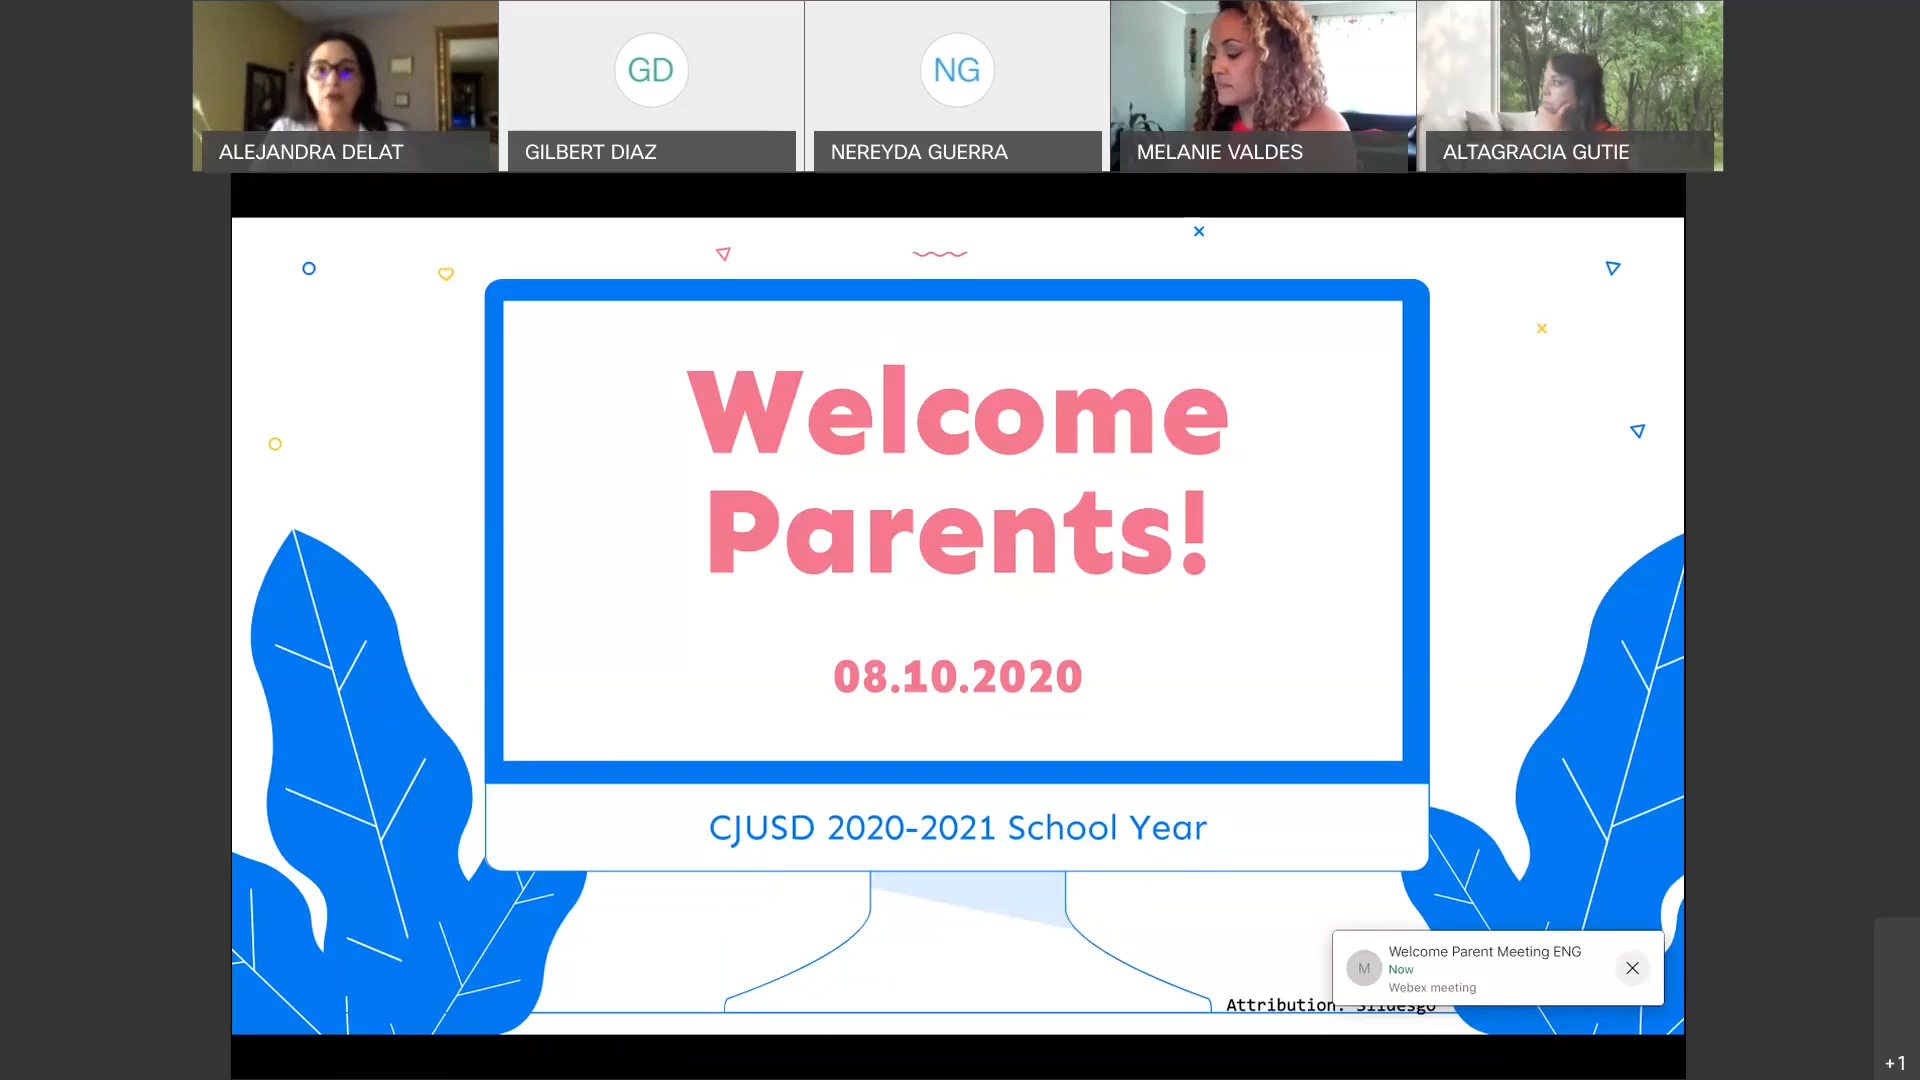 ALEJANDRA DELAT
GD
GILBERT DIAZ
NG
NEREYDA GUERRA
MELANIE VALDES
ALTAGRACIA GUTIE
Welcome
Parents!
08.10.2020
CJUSD 2020-2021 School Year
M
Welcome Parent Meeting ENG
Now
Webex meeting
Attribution: Slidesgo
+1